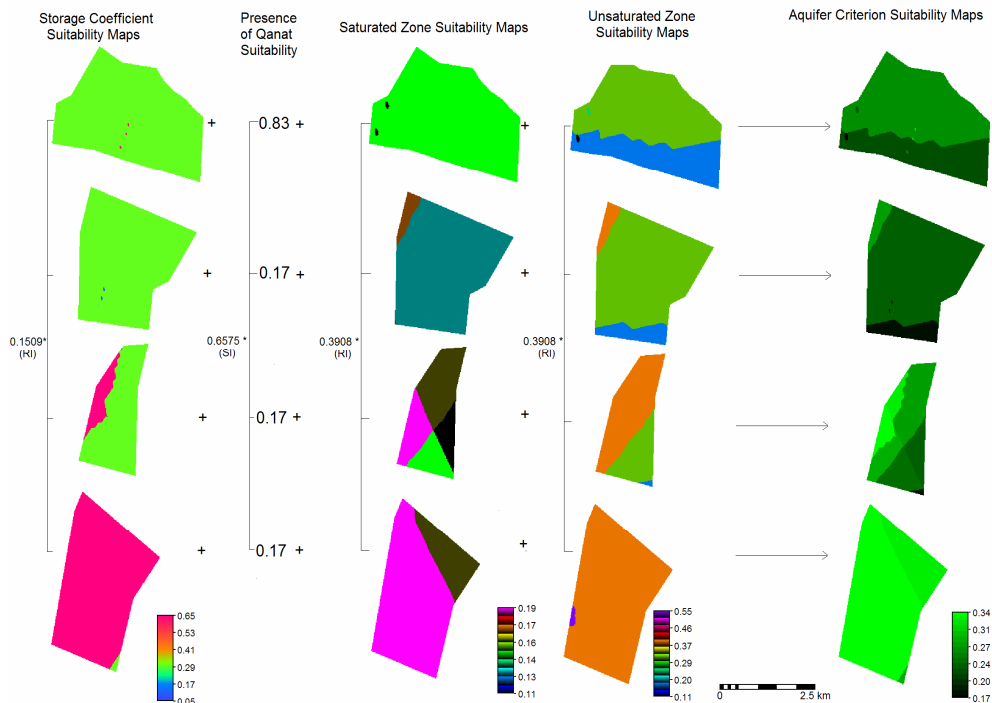 Storage Coefficient
Suitability Maps
Presence
of Qanat
Suitability
Saturated Zone Suitability Maps
Unsaturated Zone
Suitability Maps
Aquifer Criterion Suitability Maps
+
0.83 +
+
+
0.17 +
+
0.1509*
(RI)
0.6575 *
(SI)
0.3908 *
(RI)
0.3908 *
(RI)
+
0.17 +
+
+
0.17 +
+
0.65
0.53
0.41
0.29
0.17
0.05
0.19
0.17
0.16
0.14
0.13
0.11
0.55
0.46
0.37
0.29
0.20
0.11
0.34
0.31
0.27
0.24
0.20
0.17
0 2.5 km